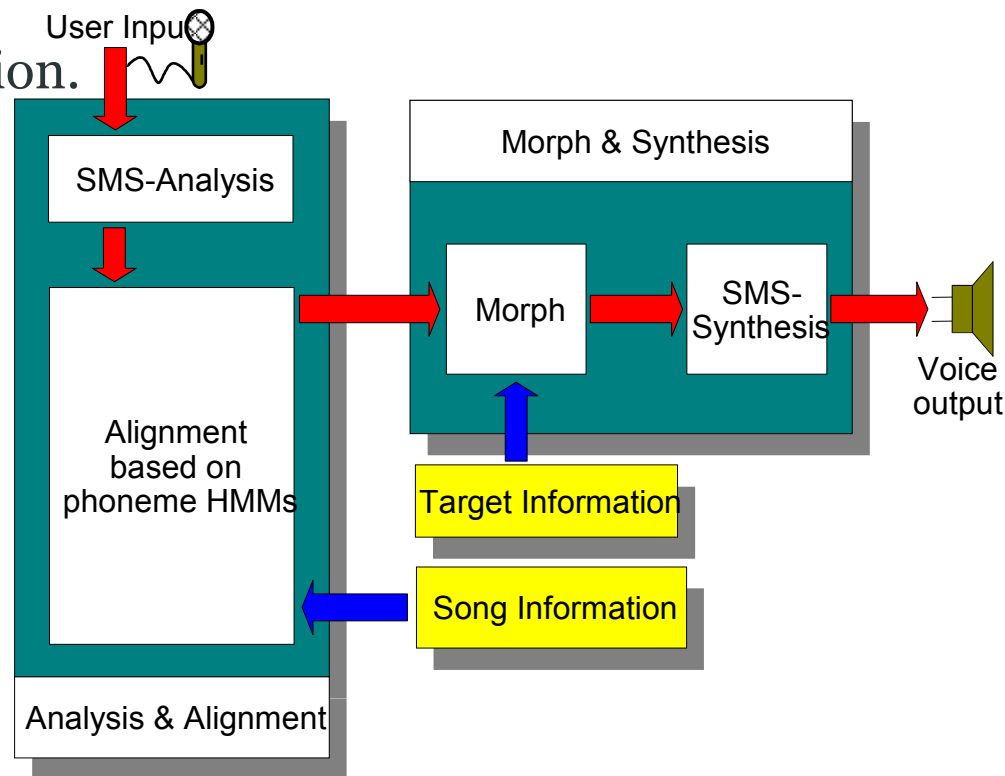 User Inpu
ion.
SMS-Analysis
Alignment
based on
phoneme HMMs
Analysis & Alignment
Morph & Synthesis
Morph
SMS-
Synthesis
Voice
output
Target Information
Song Information